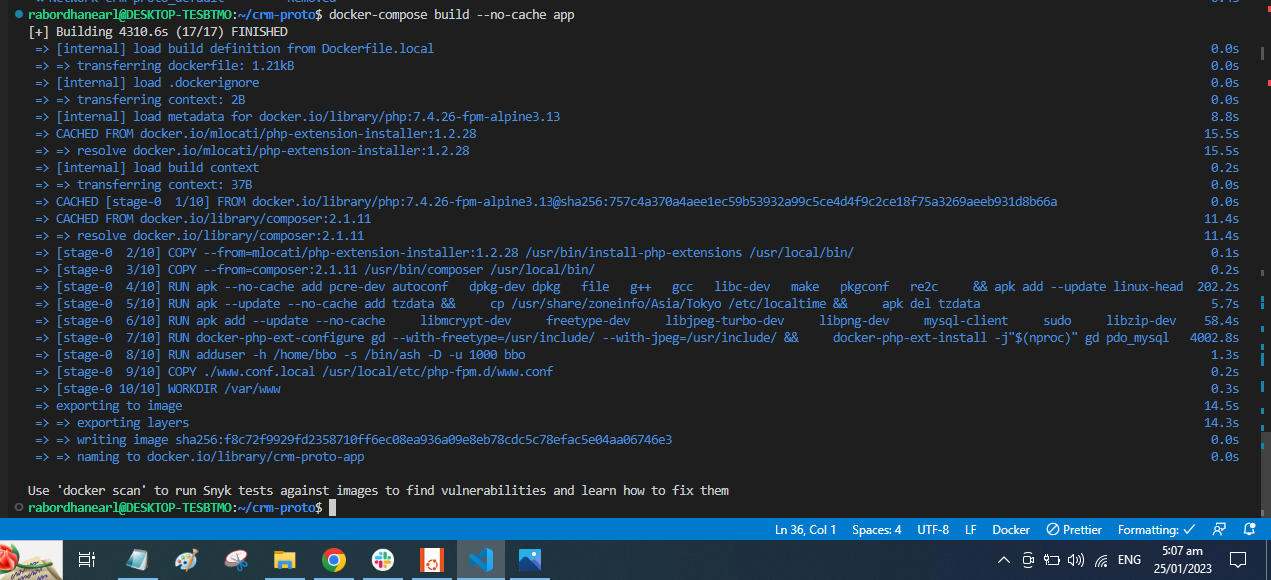 rabordhanearl@DESKTOP-TESBTMO:~/crm-proto$ docker-compose build --no-cache app
[+] Building 4310.6s (17/17) FINISHED
=> [internal] load build definition from Dockerfile.local 0.0s
=> => transferring dockerfile: 1.21kB 0.0s
=> [internal] load .dockerignore 0.0s
=> => transferring context: 2B 0.0s
=> [internal] load metadata for docker.io/library/php:7.4.26-fpm-alpine3.13 8.8s
=> CACHED FROM docker.io/mlocati/php-extension-installer:1.2.28 15.5s
=> => resolve docker.io/mlocati/php-extension-installer:1.2.28 15.5s
=> [internal] load build context 0.2s
=> => transferring context: 37B 0.0s
=> CACHED [stage-0 1/10] FROM docker.io/library/php:7.4.26-fpm-alpine3.13@sha256:757c4a370a4aee1ec59b53932a99c5ce4d4f9c2ce18f75a3269aeeb931d8b66a 0.0s
=> CACHED FROM docker.io/library/composer:2.1.11 11.4s
=> => resolve docker.io/library/composer:2.1.11 11.4s
=> [stage-0 2/10] COPY --from=mlocati/php-extension-installer:1.2.28 /usr/bin/install-php-extensions /usr/local/bin/ 0.1s
=> [stage-0 3/10] COPY --from=composer:2.1.11 /usr/bin/composer /usr/local/bin/ 0.2s
=> [stage-0 4/10] RUN apk --no-cache add pcre-dev autoconf dpkg-dev dpkg file g++ gcc libc-dev make pkgconf re2c && apk add --update linux-head 202.2s
=> [stage-0 5/10] RUN apk --update --no-cache add tzdata && cp /usr/share/zoneinfo/Asia/Tokyo /etc/localtime && apk del tzdata 5.7s
=> [stage-0 6/10] RUN apk add --update --no-cache libmcrypt-dev freetype-dev libjpeg-turbo-dev libpng-dev mysql-client sudo libzip-dev 58.4s
=> [stage-0 7/10] RUN docker-php-ext-configure gd --with-freetype=/usr/include/ --with-jpeg=/usr/include/ && docker-php-ext-install -j"$(nproc)" gd pdo_mysql 4002.8s
=> [stage-0 8/10] RUN adduser -h /home/bbo -s /bin/ash -D -u 1000 bbo 1.3s
=> [stage-0 9/10] COPY ./www.conf.local /usr/local/etc/php-fpm.d/www.conf 0.2s
=> [stage-0 10/10] WORKDIR /var/www 0.3s
=> exporting to image 14.5s
=> => exporting layers 14.3s
=> => writing image sha256:f8c72f9929fd2358710ff6ec08ea936a09e8eb78cdc5c78efac5e04aa06746e3 0.0s
=> => naming to docker.io/library/crm-proto-app 0.0s
Use 'docker scan' to run Snyk tests against images to find vulnerabilities and learn how to fix them
rabordhanearl@DESKTOP-TESBTMO:~/crm-proto$
Ln 36, Col 1 Spaces: 4 UTF-8 LF Docker Prettier Formatting:
ENG
5:07 am
25/01/2023